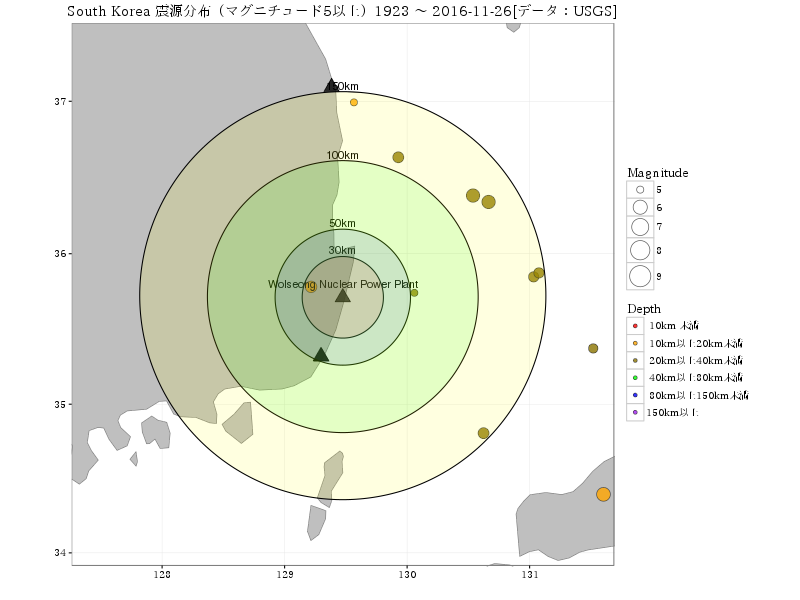 South Korea 震源分布（マグニチュード5以上）1923 ～ 2016-11-26[データ：USGS]
37
36
35
34
128
129
130
131
150km
100km
50km
30km
Wolseong Nuclear Power Plant
Magnitude
5
6
7
8
9
Depth
10km 未満
10km以上20km未満
20km以上40km未満
40km以上80km未満
80km以上150km未満
150km以上